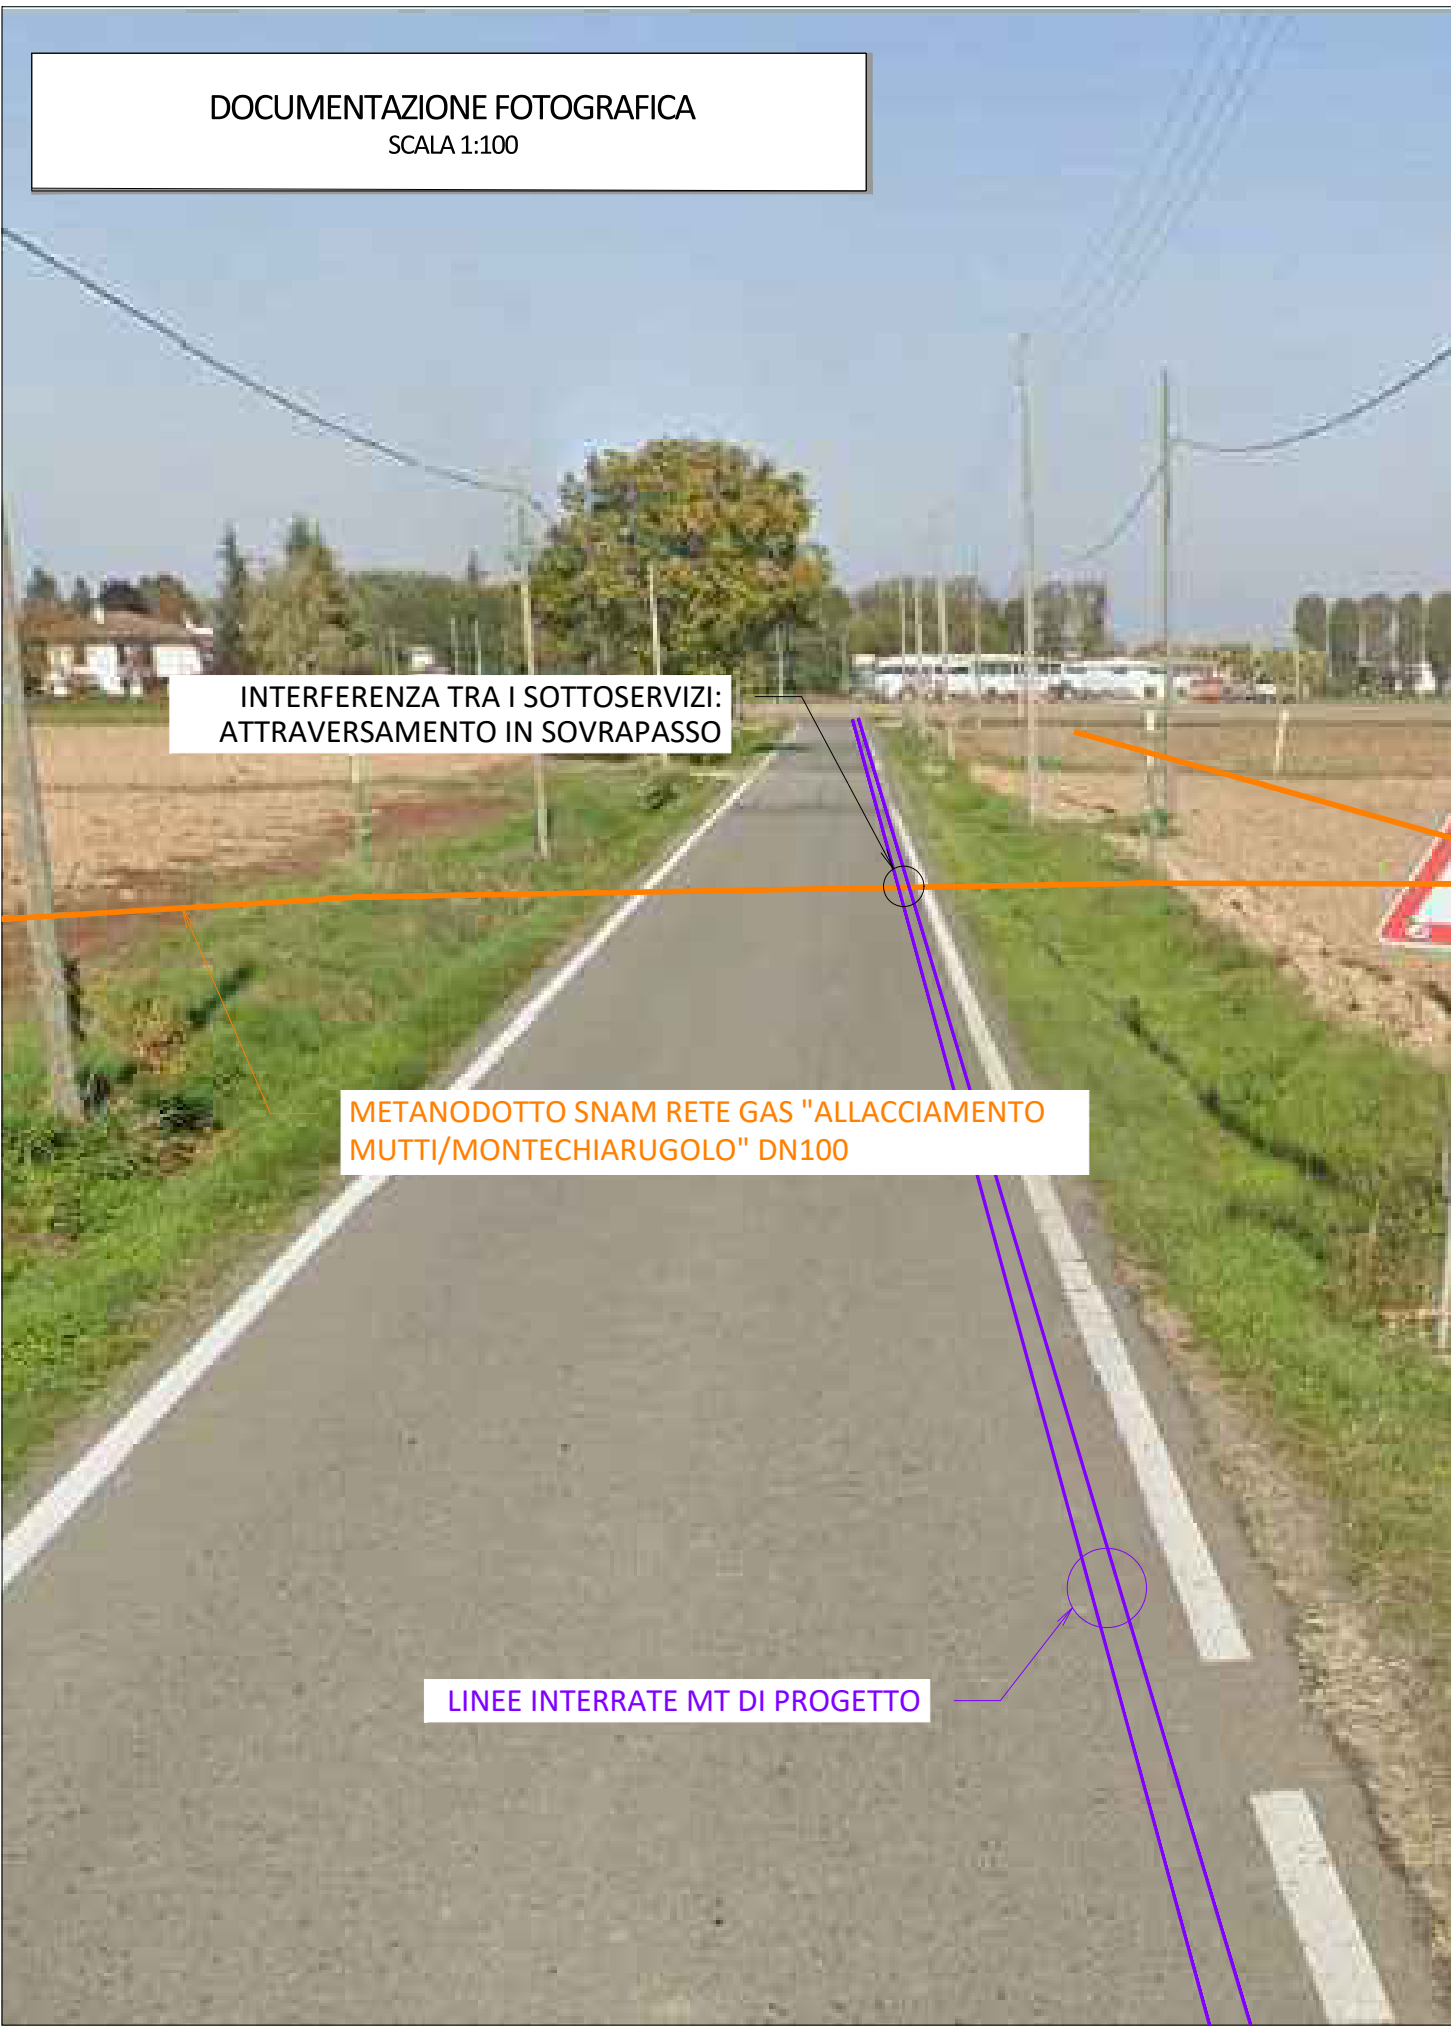 DOCUMENTAZIONE FOTOGRAFICA
SCALA 1:100
INTERFERENZA TRA I SOTTOSERVIZI:
ATTRAVERSAMENTO IN SOVRAPASSO
METANODOTTO SNAM RETE GAS "ALLACCIAMENTO
MUTTI/MONTECHIARUGOLO" DN100
LINEE INTERRATE MT DI PROGETTO